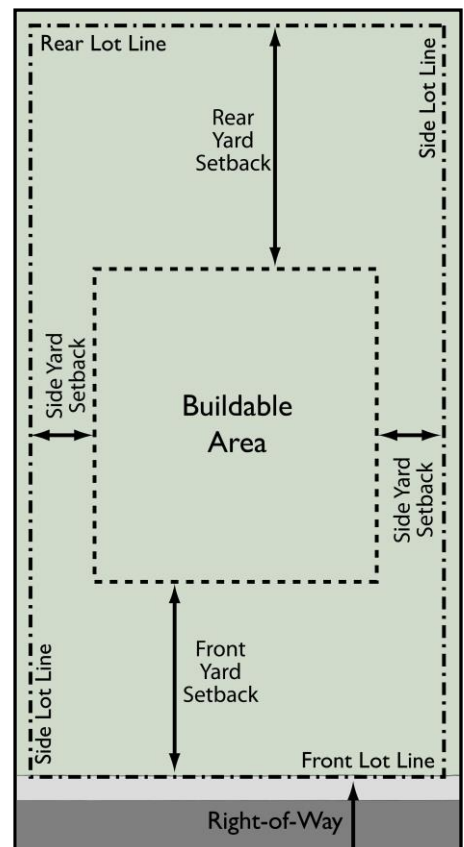 Rear Lot Line
Side Lot Line
Rear
Yard
Setback
Side Yard
Setback
Buildable
Area
Side Yard
Setback
Front
Yard
Setback
Side Lot Line
Front Lot Line
Right-of-Way